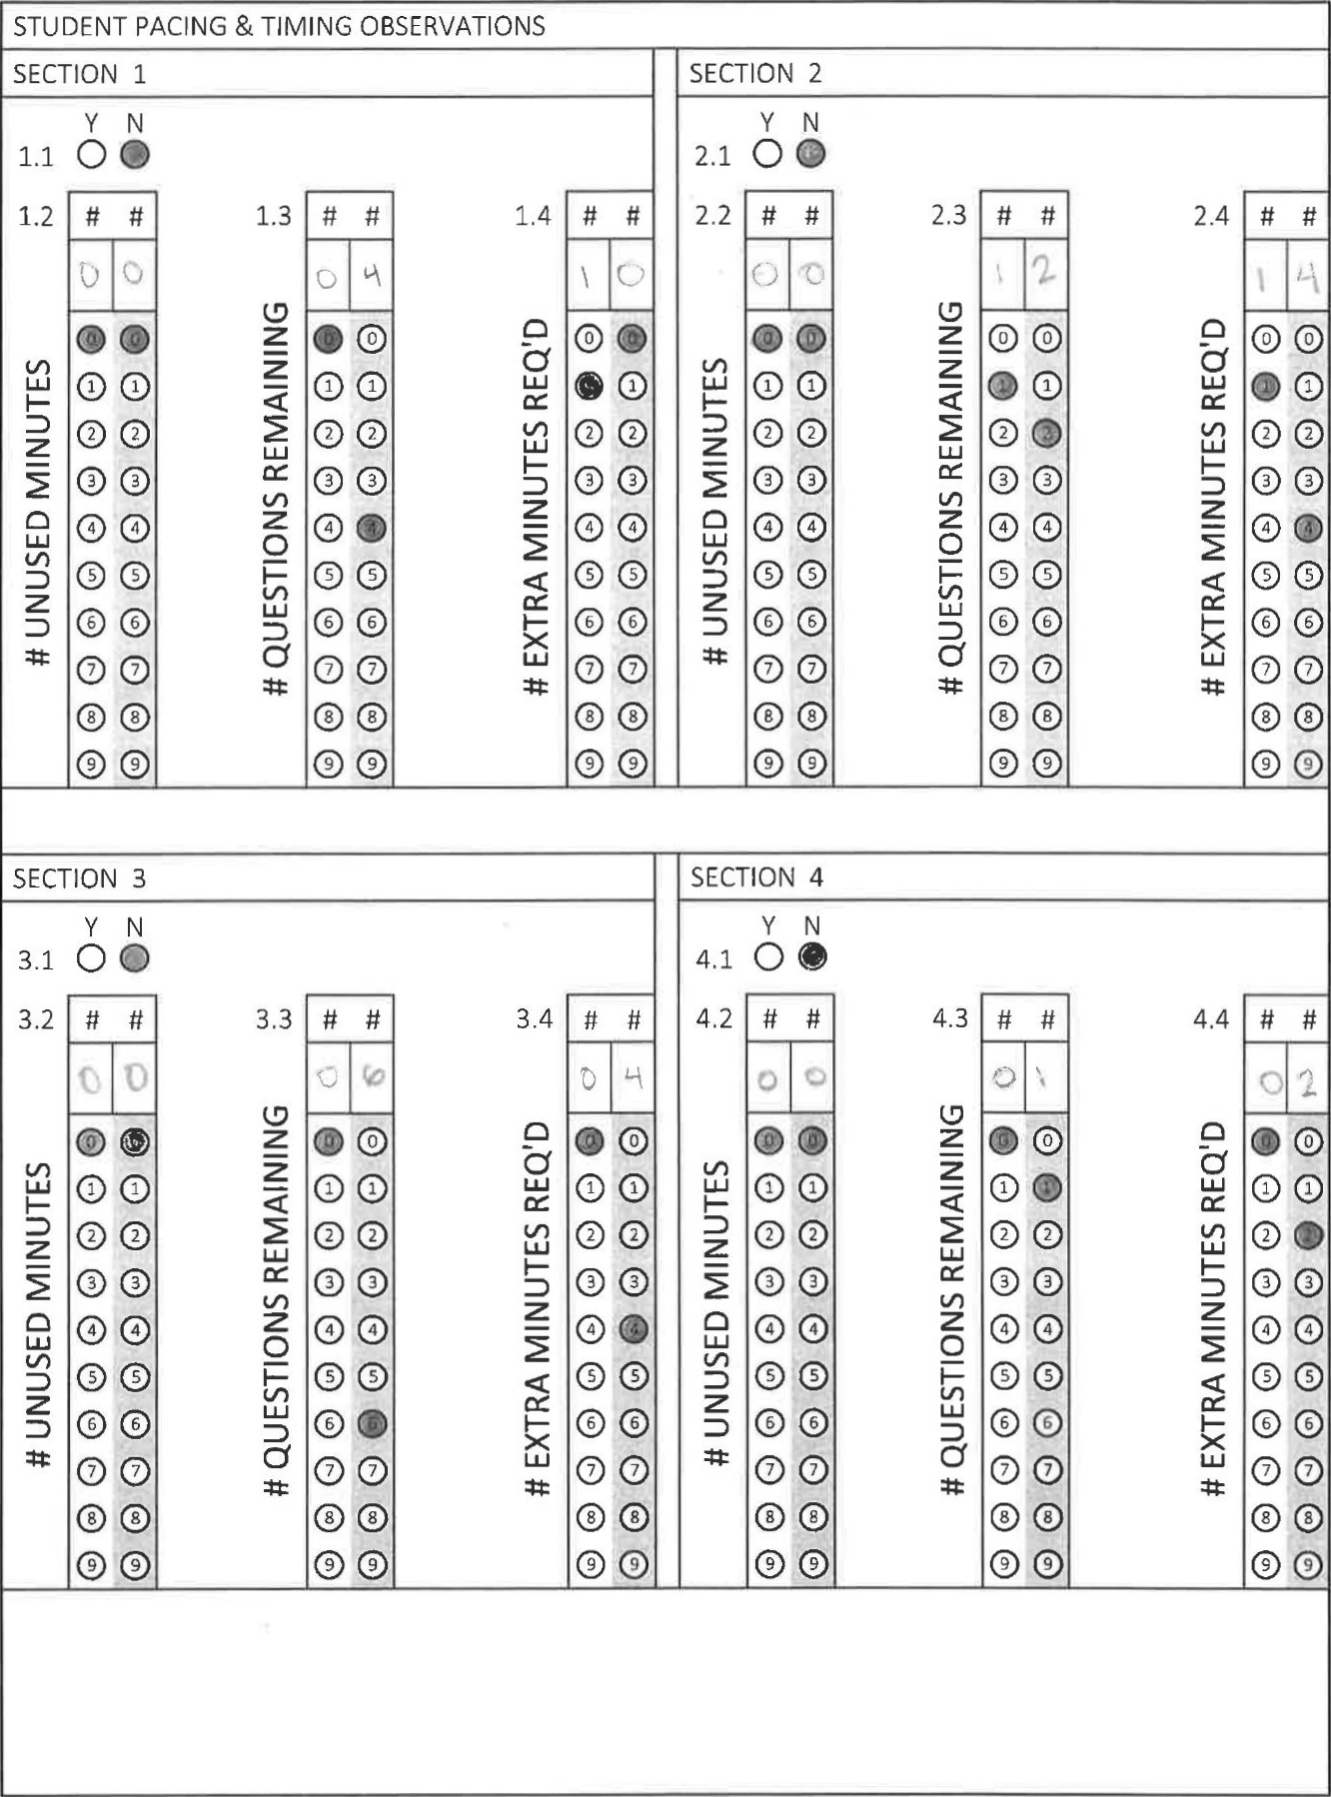 STUDENT PACING & TIMING OBSERVATIONS
SECTION 1
Y N
1.1
1.2 # # 1.3 # # 1.4 # #
0 0 0 4 1 0
# UNUSED MINUTES
# QUESTIONS REMAINING
# EXTRA MINUTES REQ'D
0 0 0 0 0 0
1 1 1 1 1
2 2 2 2 2 2
3 3 3 3 3 3
4 4 4 4 4 4
5 5 5 5 5 5
6 6 6 6 6 6
7 7 7 7 7 7
8 8 8 8 8 8
9 9 9 9 9 9
SECTION 2
Y N
2.1
2.2 # # 2.3 # # 2.4 # #
0 0 1 2 1 4
# UNUSED MINUTES
# QUESTIONS REMAINING
# EXTRA MINUTES REQ'D
0 0 0 0 0 0
1 1 1 1 1 1
2 2 2 2 2 2
3 3 3 3 3 3
4 4 4 4 4 4
5 5 5 5 5 5
6 6 6 6 6 6
7 7 7 7 7 7
8 8 8 8 8 8
9 9 9 9 9 9
SECTION 3
Y N
3.1
3.2 # # 3.3 # # 3.4 # #
0 0 0 6 0 4
# UNUSED MINUTES
# QUESTIONS REMAINING
# EXTRA MINUTES REQ'D
0 0 0 0 0
1 1 1 1 1 1
2 2 2 2 2 2
3 3 3 3 3 3
4 4 4 4 4 4
5 5 5 5 5 5
6 6 6 6 6 6
7 7 7 7 7 7
8 8 8 8 8 8
9 9 9 9 9 9
SECTION 4
Y N
4.1
4.2 # # 4.3 # # 4.4 # #
0 0 0 1 0 2
# UNUSED MINUTES
# QUESTIONS REMAINING
# EXTRA MINUTES REQ'D
0 0 0 0 0 0
1 1 1 1 1 1
2 2 2 2 2 2
3 3 3 3 3 3
4 4 4 4 4 4
5 5 5 5 5 5
6 6 6 6 6 6
7 7 7 7 7 7
8 8 8 8 8 8
9 9 9 9 9 9